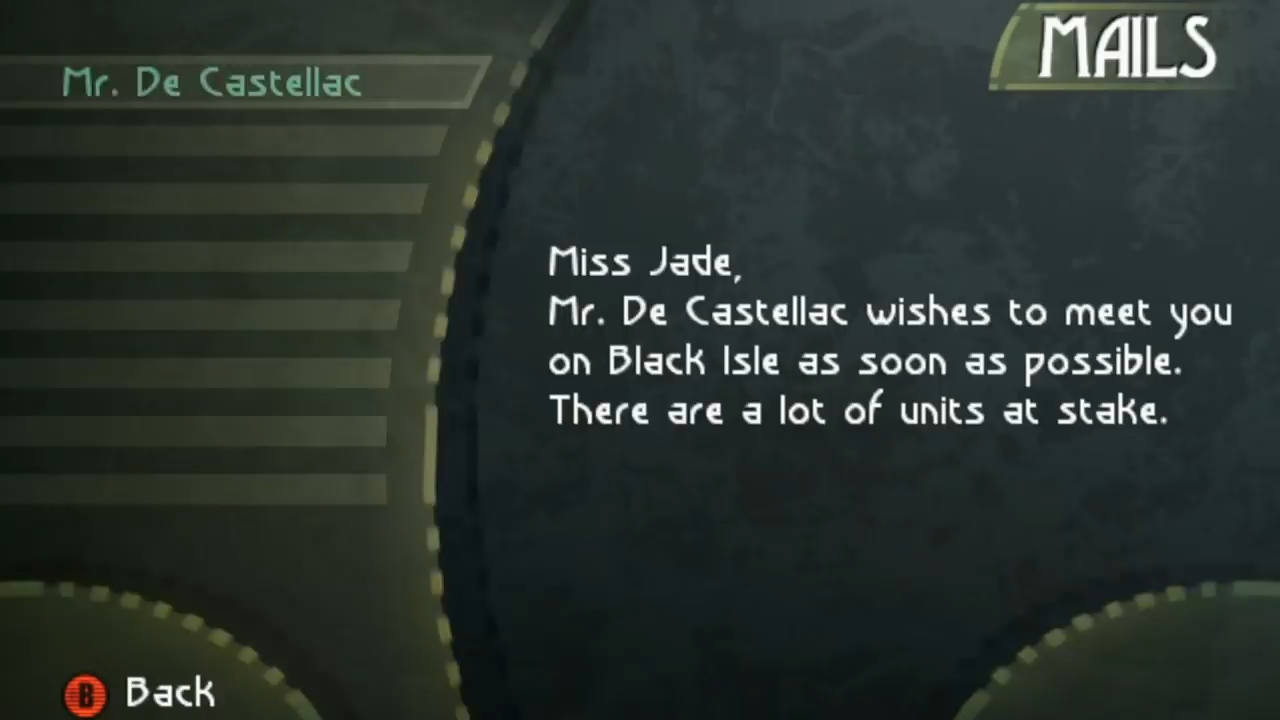 MAILS
Mr. De Castellac
Miss Jade,
Mr. De Castellac wishes to meet you
on Black Isle as soon as possible.
There are a lot of units at stake.
B Back